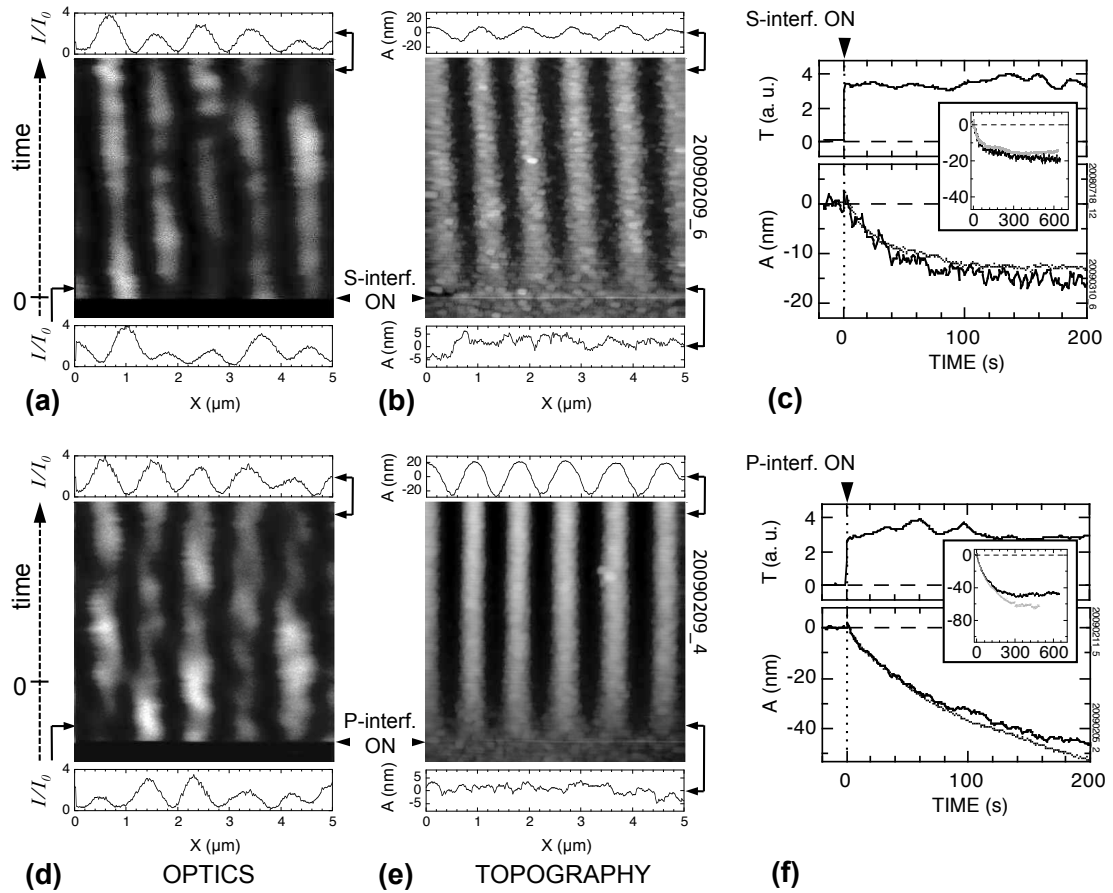 I/I0
4
0
time
0
I/I0
4
0
0 1 2 3 4 5
X (µm)
(a)
A (nm)
20
0
-20
20090209_6
S-interf.
ON
A (nm)
5
0
-5
0 1 2 3 4 5
X (µm)
(b)
S-interf. ON
T (a. u.)
4
2
0
A (nm)
0
-10
-20
0
-20
-40
0 300 600
20080718_12
20090310_6
0 100 200
TIME (s)
(c)
I/I0
4
0
time
0
I/I0
4
0
0 1 2 3 4 5
X (µm)
(d)
OPTICS
A (nm)
20
0
-20
20090209_4
P-interf.
ON
A (nm)
5
0
-5
0 1 2 3 4 5
X (µm)
(e)
TOPOGRAPHY
P-interf. ON
T (a. u.)
4
2
0
A (nm)
0
-20
-40
0
-40
-80
0 300 600
20090211_5
20090205_2
0 100 200
TIME (s)
(f)